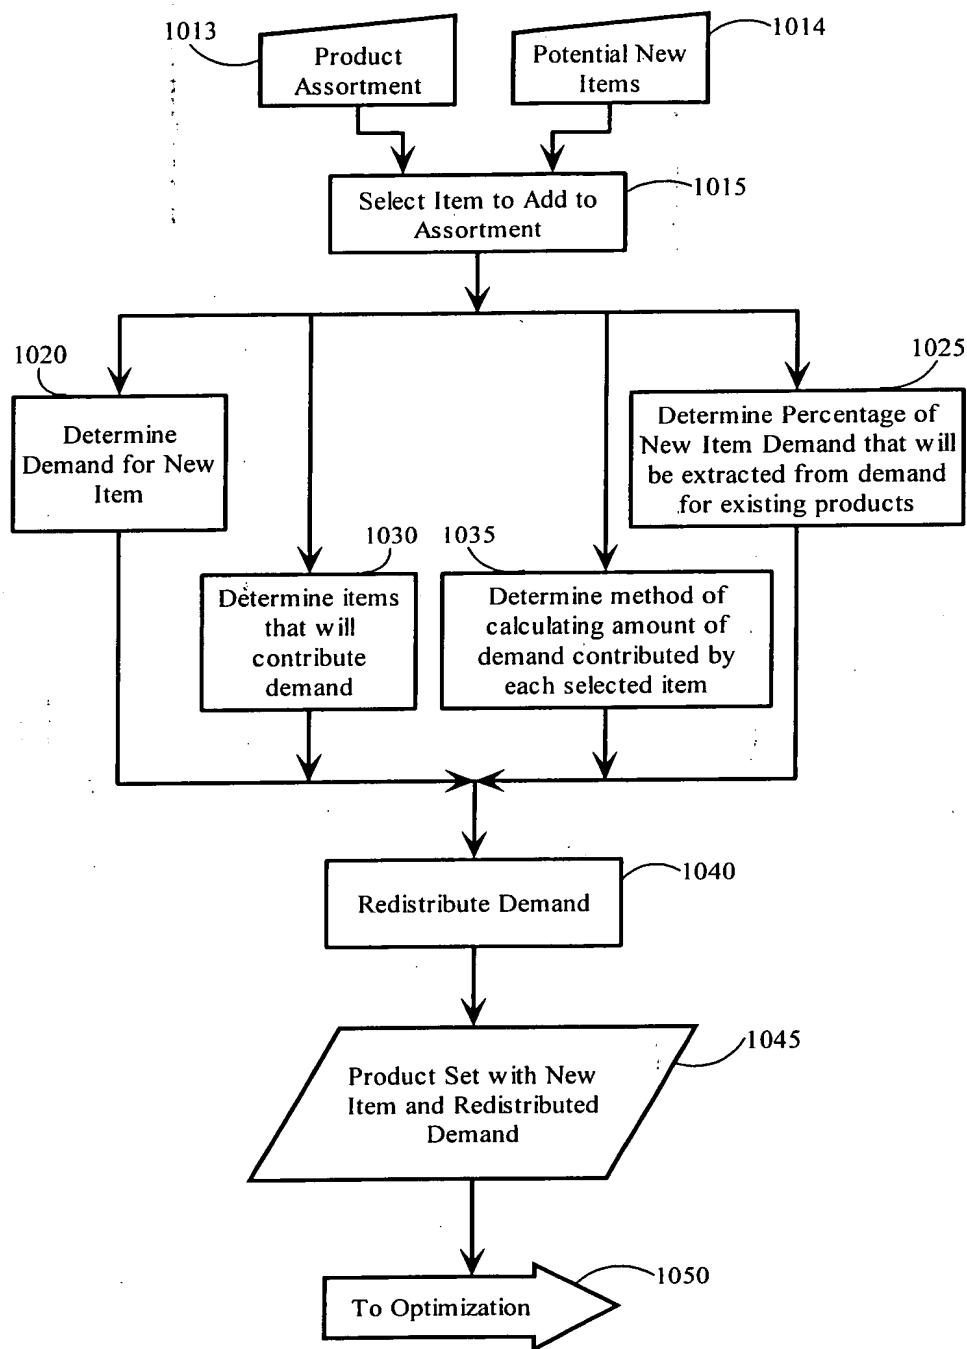 1013
Product
Assortment
Potential New
Items
1014
Select Item to Add to
Assortment
1015
1020
Determine
Demand for New
Item
1025
Determine Percentage of
New Item Demand that will
be extracted from demand
for existing products
1030
Determine items
that will
contribute
demand
1035
Determine method of
calculating amount of
demand contributed by
each selected item
Redistribute Demand
1040
Product Set with New
Item and Redistributed
Demand
1045
To Optimization
1050